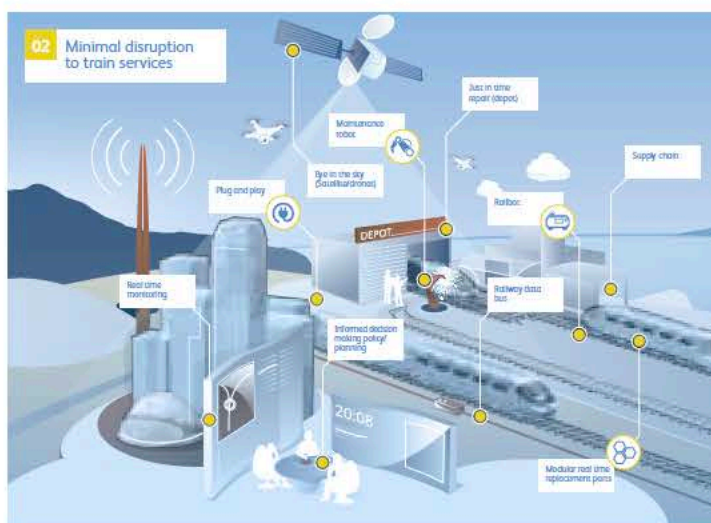 02
Minimal disruption
to train services
Just in time
repair (depot)
Maintenance
robot
Supply chain
Eye in the sky
(Satellite/drones)
Plug and play
Railbot
DEPOT
Real time
monitoring
Railway data
bus
Informed decision
making policy/
planning
20:08
Modular real time
replacement parts